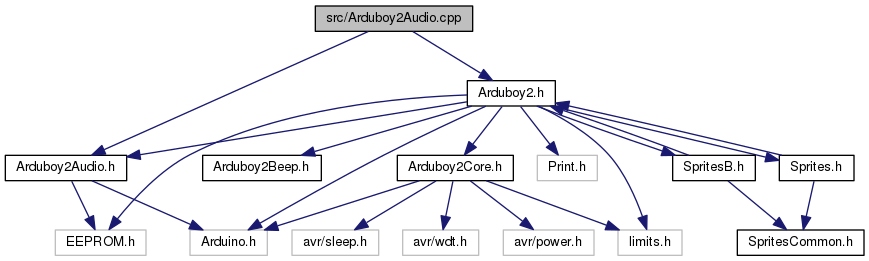 src/Arduboy2Audio.cpp
Arduboy2.h
Arduboy2Audio.h
Arduboy2Beep.h
Arduboy2Core.h
Print.h
SpritesB.h
Sprites.h
EEPROM.h
Arduino.h
avr/sleep.h
avr/wdt.h
avr/power.h
limits.h
SpritesCommon.h